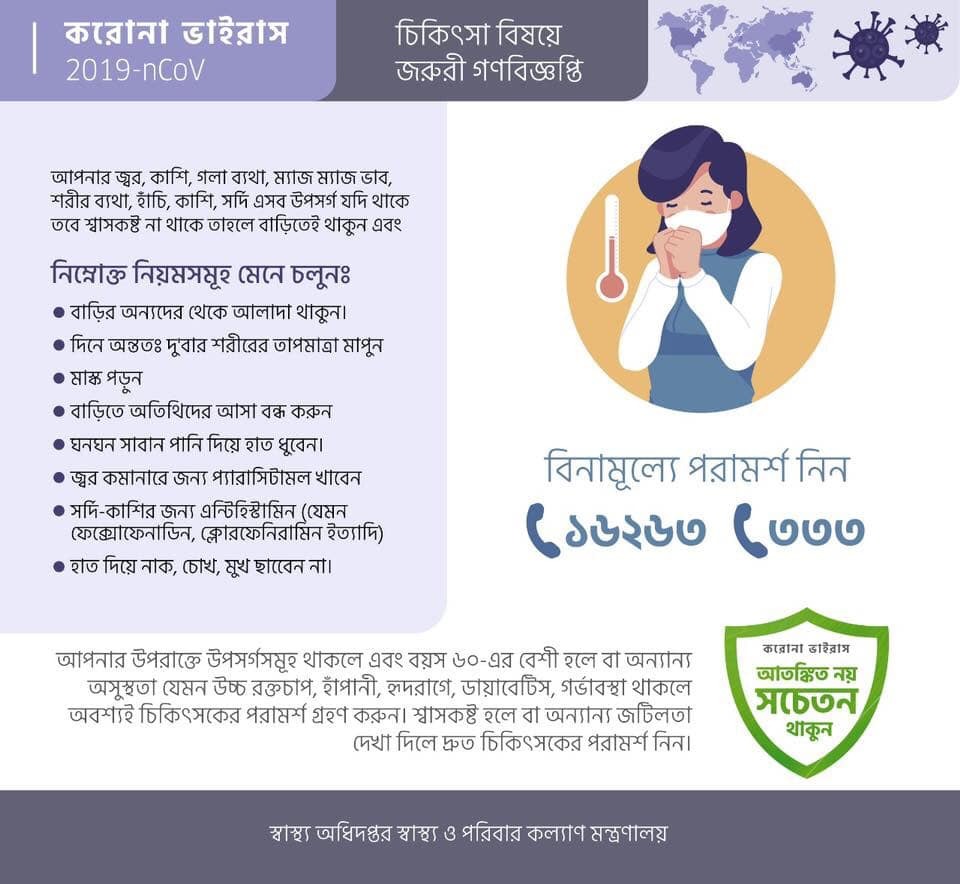 করোনা ভাইরাস
2019-nCoV
চিকিৎসা বিষয়ে
জরুরী গণবিজ্ঞপ্তি
আপনার জ্বর, কাশি, গলা ব্যথা, ম্যাজ ম্যাজ ভাব,
শরীর ব্যথা, হাঁচি, কাশি, সর্দি এসব উপসর্গ যদি থাকে
তবে শ্বাসকষ্ট না থাকে তাহলে বাড়িতেই থাকুন এবং
নিম্নোক্ত নিয়মসমূহ মেনে চলুনঃ
● বাড়ির অন্যদের থেকে আলাদা থাকুন।
● দিনে অন্ততঃ দু'বার শরীরের তাপমাত্রা মাপুন
● মাস্ক পড়ুন
● বাড়িতে অতিথিদের আসা বন্ধ করুন
● ঘনঘন সাবান পানি দিয়ে হাত ধুবেন।
● জ্বর কমানারে জন্য প্যারাসিটামল খাবেন
● সর্দি-কাশির জন্য এন্টিহিস্টামিন (যেমন
ফেক্সোফেনাডিন, ক্লোরফেনিরামিন ইত্যাদি)
● হাত দিয়ে নাক, চোখ, মুখ ছাবেেন না।
বিনামূল্যে পরামর্শ নিন
১৬২৬৩ ৩৩৩
আপনার উপরাক্তে উপসর্গসমূহ থাকলে এবং বয়স ৬০-এর বেশী হলে বা অন্যান্য
অসুস্থতা যেমন উচ্চ রক্তচাপ, হাঁপানী, হৃদরাগে, ডায়াবেটিস, গর্ভাবস্থা থাকলে
অবশ্যই চিকিৎসকের পরামর্শ গ্রহণ করুন। শ্বাসকষ্ট হলে বা অন্যান্য জটিলতা
দেখা দিলে দ্রুত চিকিৎসকের পরামর্শ নিন।
করোনা ভাইরাস
আতঙ্কিত নয়
সচেতন
থাকুন
স্বাস্থ্য অধিদপ্তর স্বাস্থ্য ও পরিবার কল্যাণ মন্ত্রণালয়